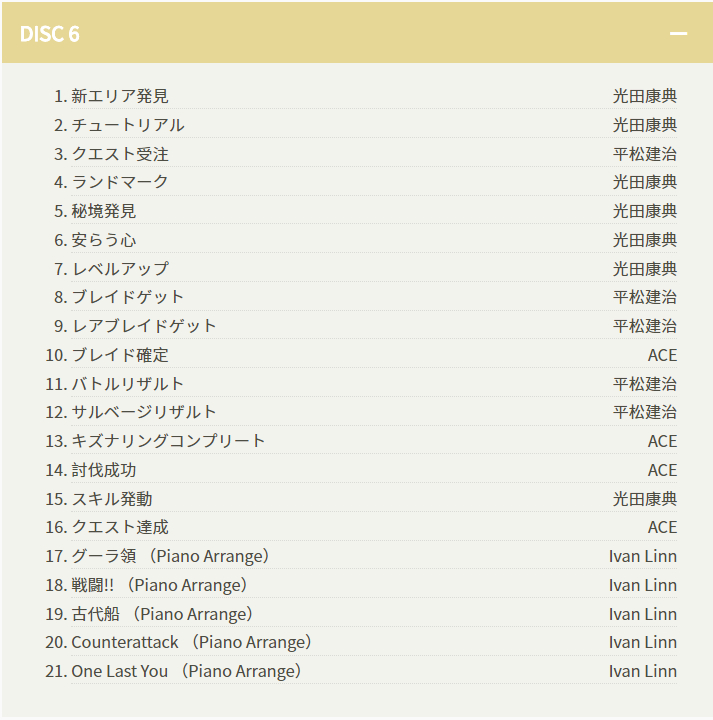 DISC 6
1. 新エリア発見 光田康典
2. チュートリアル 光田康典
3. クエスト受注 平松建治
4. ランドマーク 光田康典
5. 秘境発見 光田康典
6. 安らう心 光田康典
7. レベルアップ 光田康典
8. ブレイドゲット 平松建治
9. レアブレイドゲット 平松建治
10. ブレイド確定 ACE
11. バトルリザルト 平松建治
12. サルベージリザルト 平松建治
13. キズナリングコンプリート ACE
14. 討伐成功 ACE
15. スキル発動 光田康典
16. クエスト達成 ACE
17. グーラ領 （Piano Arrange） Ivan Linn
18. 戦闘!! （Piano Arrange） Ivan Linn
19. 古代船 （Piano Arrange） Ivan Linn
20. Counterattack （Piano Arrange） Ivan Linn
21. One Last You （Piano Arrange） Ivan Linn